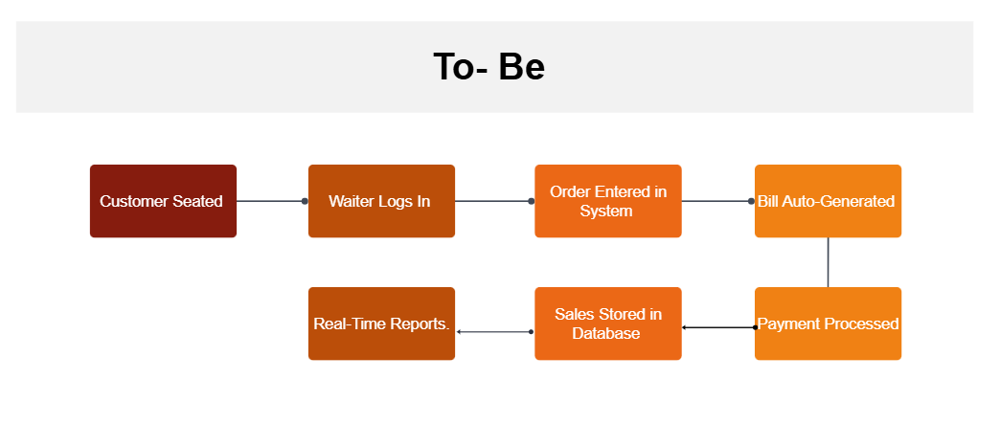 To- Be
Customer Seated
Waiter Logs In
Order Entered in
System
Bill Auto-Generated
Real-Time Reports.
Sales Stored in
Database
Payment Processed